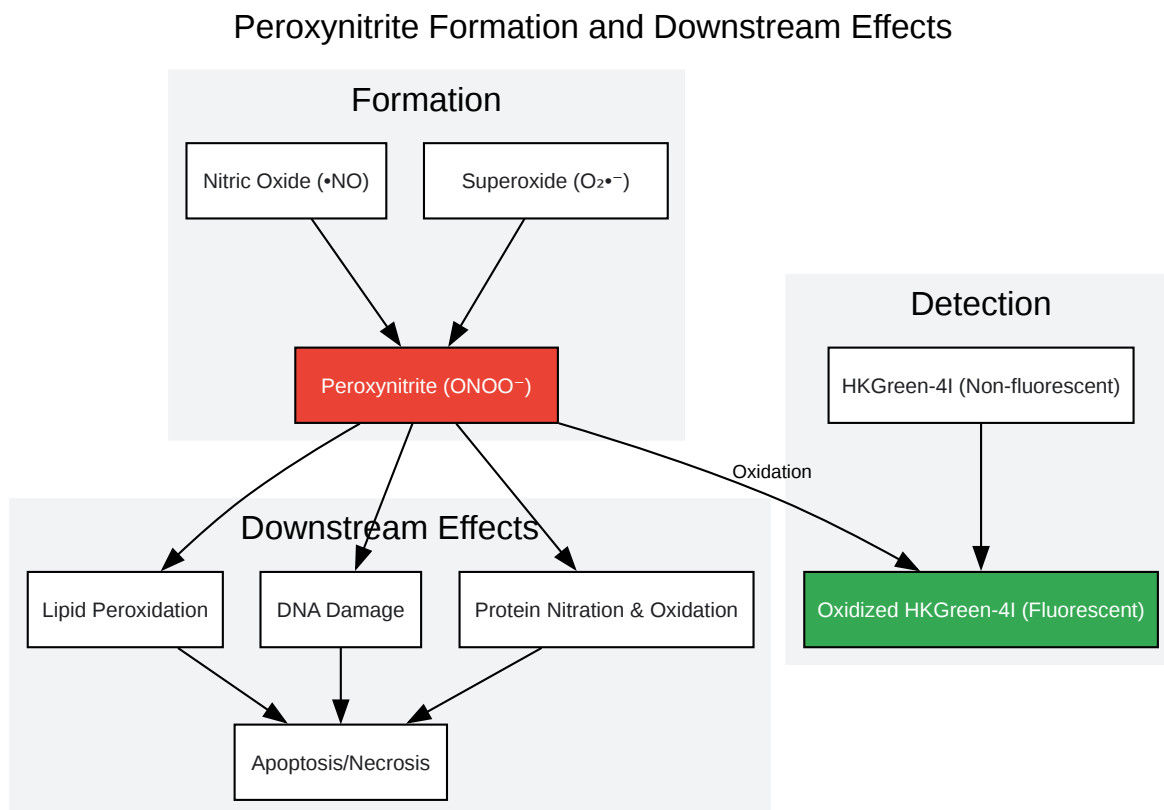 Peroxynitrite Formation and Downstream Effects
Formation
Nitric Oxide (•NO)
Superoxide (O₂•⁻)
Peroxynitrite (ONOO⁻)
Detection
HKGreen-4I (Non-fluorescent)
Oxidation
Oxidized HKGreen-4I (Fluorescent)
Downstream Effects
Lipid Peroxidation
DNA Damage
Protein Nitration & Oxidation
Apoptosis/Necrosis